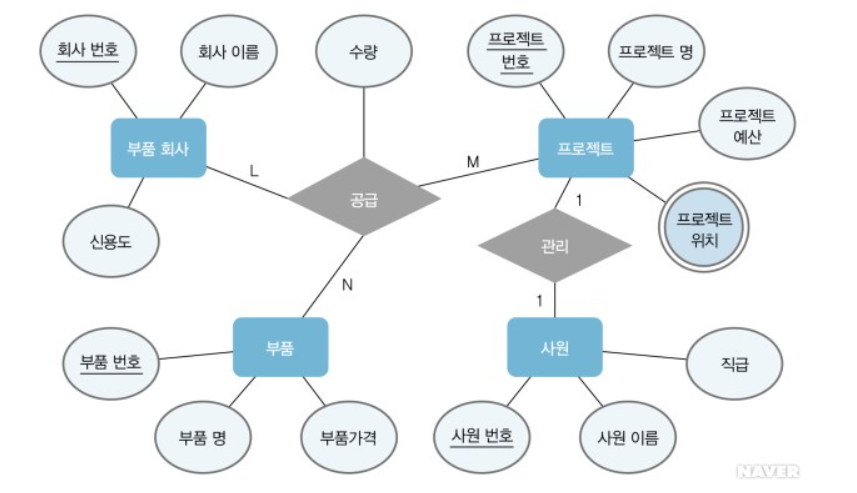 회사 번호
회사 이름
수량
프로젝트
번호
프로젝트 명
프로젝트
예산
부품 회사
프로젝트
L
M
공급
1
프로젝트
위치
신용도
관리
N
1
부품
사원
부품 번호
직급
부품 명
부품가격
사원 번호
사원 이름
NAVER